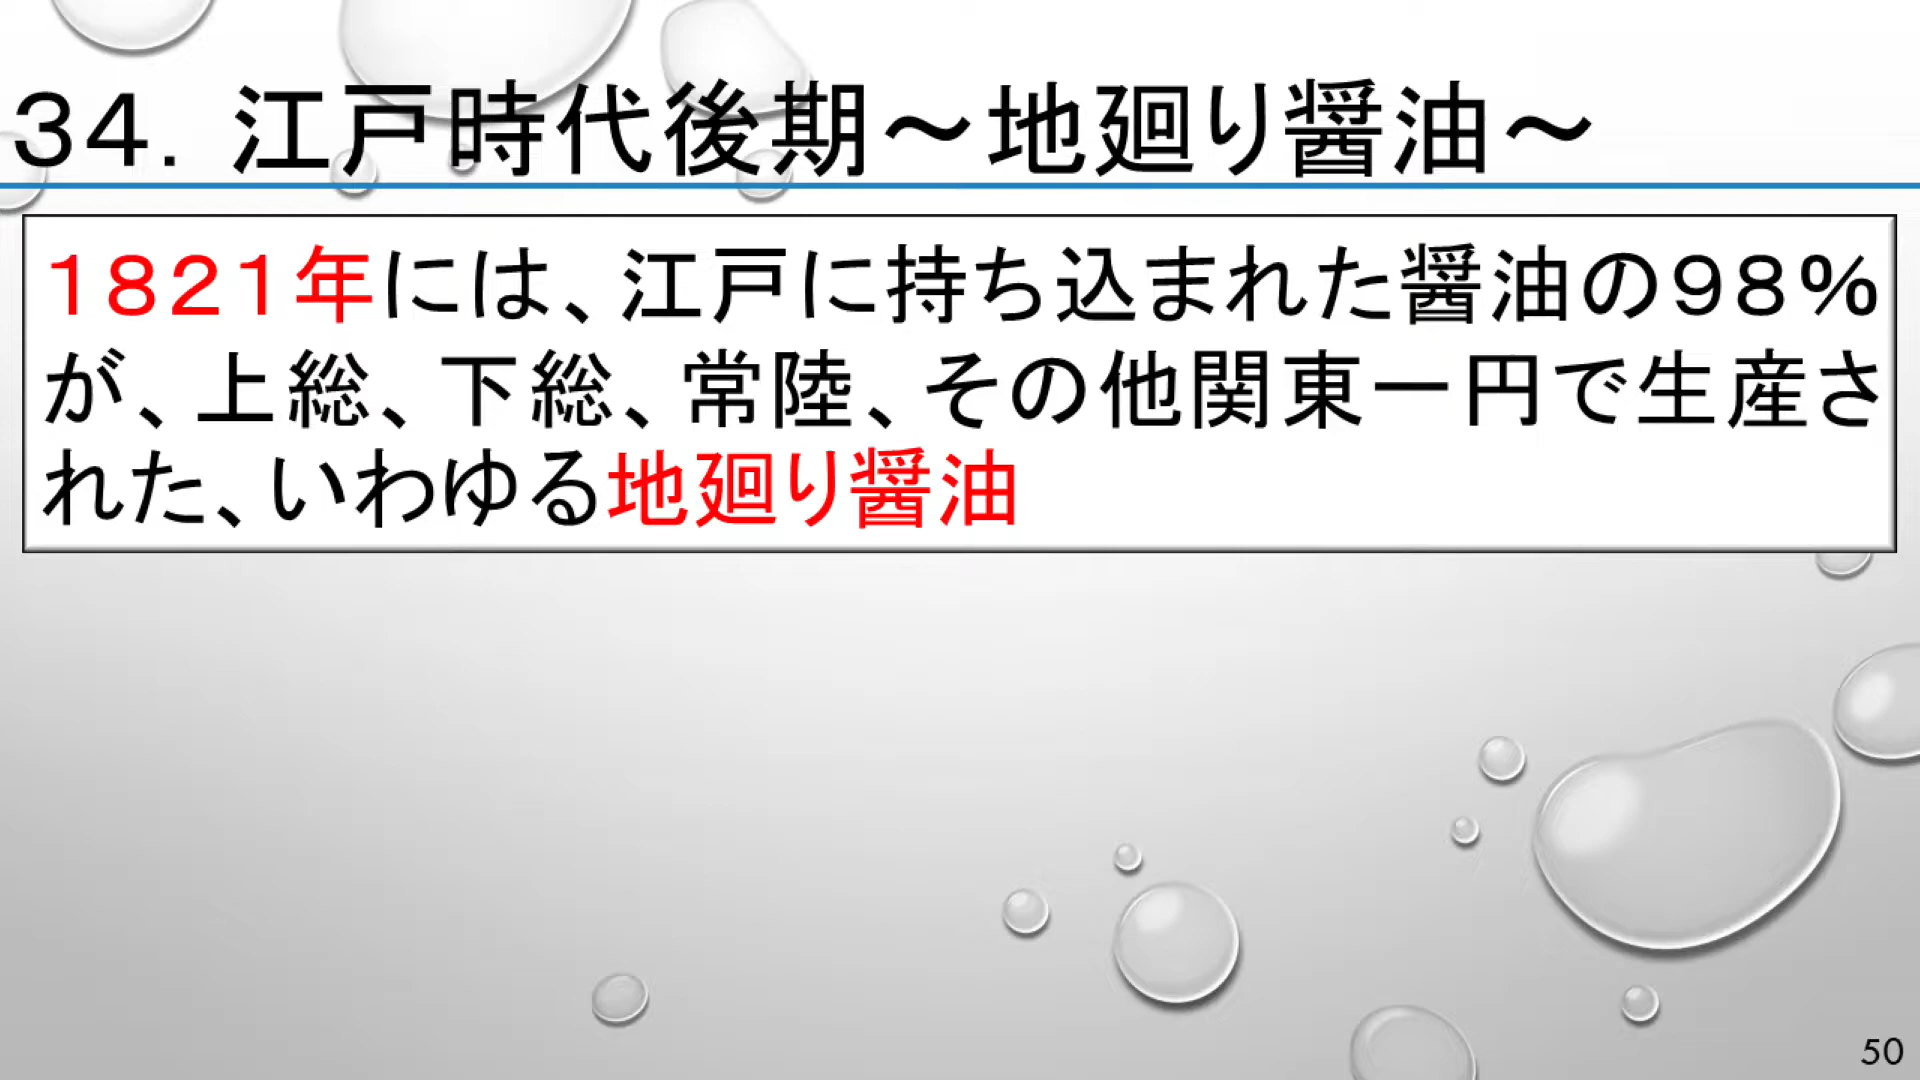 ３４．江戸時代後期～地廻り醤油～
１８２１年には、江戸に持ち込まれた醤油の９８％
が、上総、下総、常陸、その他関東一円で生産さ
れた、いわゆる地廻り醤油
50